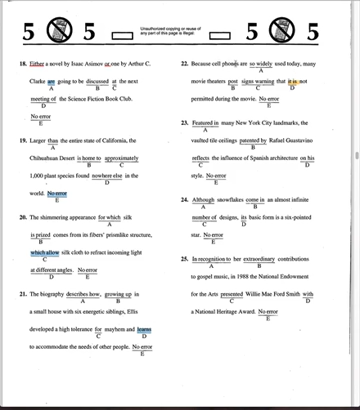 5 5 Unauthorized copying or reuse of
any part of this page is illegal. 5 5
18. Either a novel by Isaac Asimov or one by Arthur C.
A
Clarke are going to be discussed at the next
A B C
meeting of the Science Fiction Book Club.
D
No error
E
19. Larger than the entire state of California, the
A
Chihuahuan Desert is home to approximately
B C
1,000 plant species found nowhere else in the
D
world. No error
E
20. The shimmering appearance for which silk
A
is prized comes from its fibers' prismlike structure,
B
which allow silk cloth to refract incoming light
C
at different angles. No error
D E
21. The biography describes how, growing up in
A B
a small house with six energetic siblings, Ellis
developed a high tolerance for mayhem and learns
C D
to accommodate the needs of other people. No error
E
22. Because cell phones are so widely used today, many
A
movie theaters post signs warning that it is not
B C D
permitted during the movie. No error
E
23. Featured in many New York City landmarks, the
A
vaulted tile ceilings patented by Rafael Guastavino
B
reflects the influence of Spanish architecture on his
C D
style. No error
E
24. Although snowflakes come in an almost infinite
A B
number of designs, its basic form is a six-pointed
C D
star. No error
E
25. In recognition to her extraordinary contributions
A B
to gospel music, in 1988 the National Endowment
for the Arts presented Willie Mae Ford Smith with
C D
a National Heritage Award. No error
E